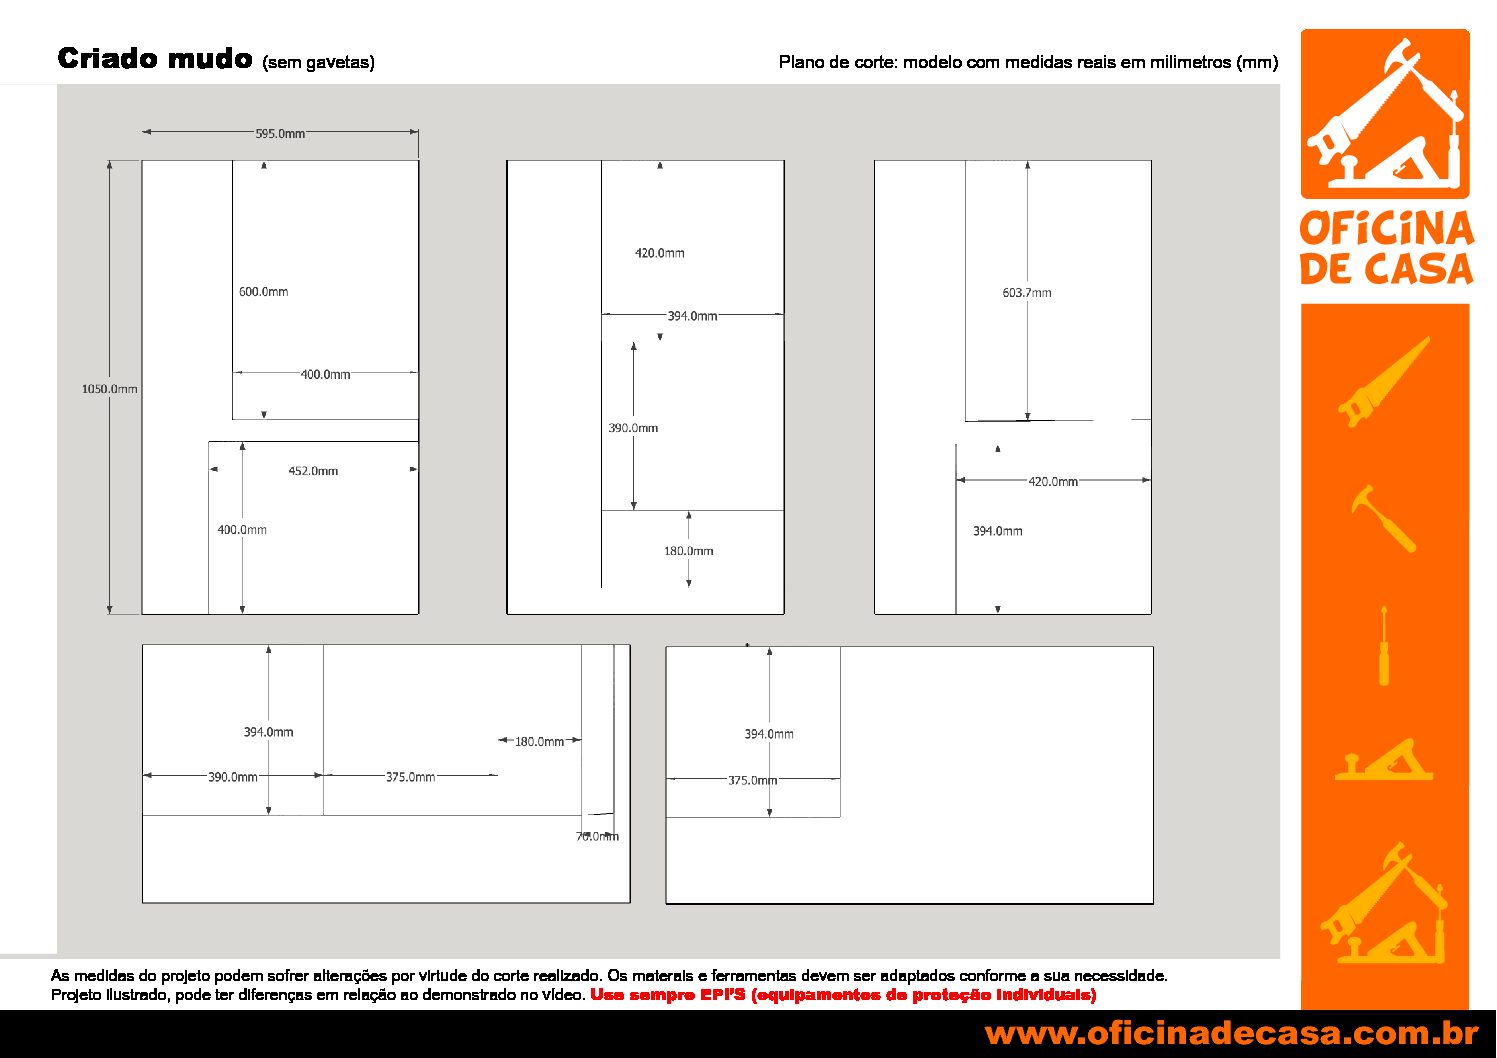 Criado mudo (sem gavetas)
Plano de corte: modelo com medidas reais em milimetros (mm)
OFiCiNA
DE CASA
595.0mm
420.0mm
600.0mm
603.7mm
394.0mm
400.0mm
1050.0mm
390.0mm
452.0mm
420.0mm
400.0mm
394.0mm
180.0mm
394.0mm
180.0mm
390.0mm
375.0mm
70.0mm
394.0mm
375.0mm
As medidas do projeto podem sofrer alterações por virtude do corte realizado. Os materais e ferramentas devem ser adaptados conforme a sua necessidade.
Projeto ilustrado, pode ter diferenças em relação ao demonstrado no vídeo. Use sempre EPI'S (equipamentos de proteção individuais)
www.oficinadecasa.com.br